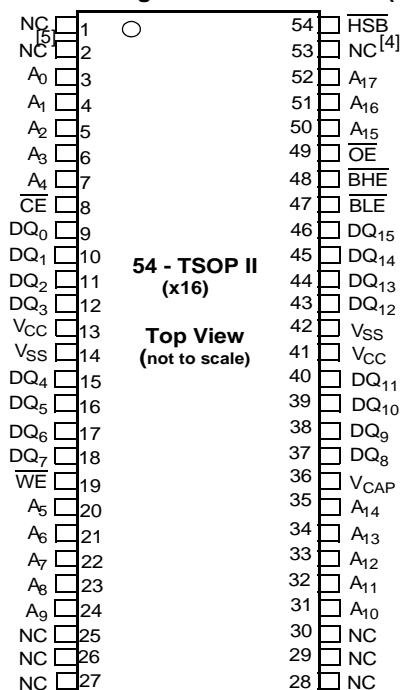 NC 1 54 HSB
[5] NC 2 53 NC[4]
A0 3 52 A17
A1 4 51 A16
A2 5 50 A15
A3 6 49 OE
A4 7 48 BHE
CE 8 47 BLE
DQ0 9 46 DQ15
DQ1 10 45 DQ14
DQ2 11 44 DQ13
DQ3 12 43 DQ12
VCC 13 42 VSS
VSS 14 41 VCC
DQ4 15 40 DQ11
DQ5 16 39 DQ10
DQ6 17 38 DQ9
DQ7 18 37 DQ8
WE 19 36 VCAP
A5 20 35 A14
A6 21 34 A13
A7 22 33 A12
A8 23 32 A11
A9 24 31 A10
NC 25 30 NC
NC 26 29 NC
NC 27 28 NC
54 - TSOP II
(x16)
Top View
(not to scale)